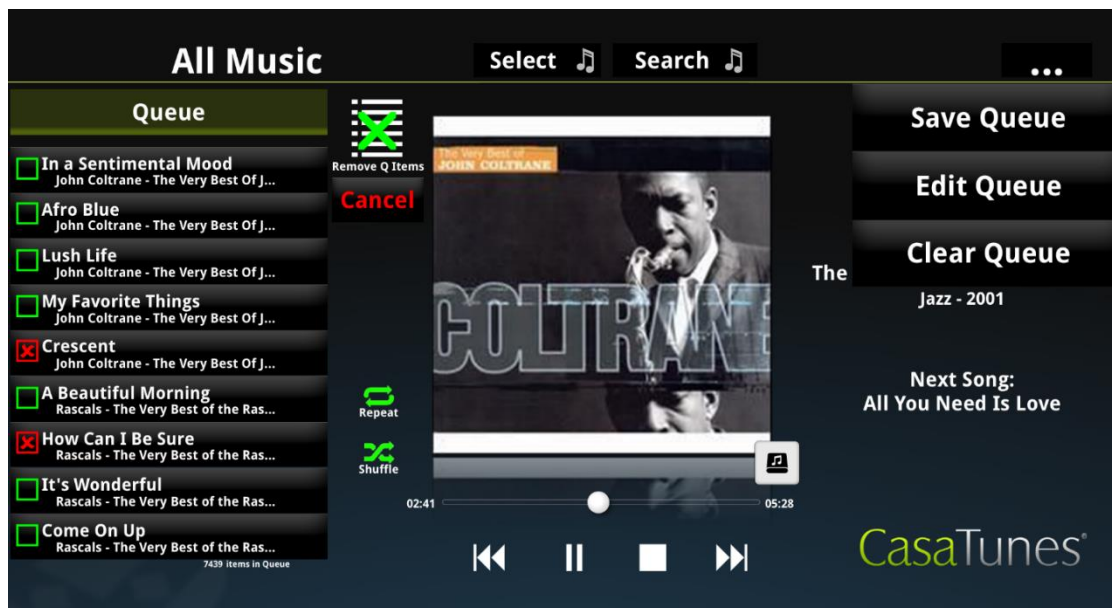 All Music
Select
Search
...
Queue
In a Sentimental Mood
John Coltrane - The Very Best Of J...
Afro Blue
John Coltrane - The Very Best Of J...
Lush Life
John Coltrane - The Very Best Of J...
My Favorite Things
John Coltrane - The Very Best Of J...
Crescent
John Coltrane - The Very Best Of J...
A Beautiful Morning
Rascals - The Very Best of the Ras...
How Can I Be Sure
Rascals - The Very Best of the Ras...
It's Wonderful
Rascals - The Very Best of the Ras...
Come On Up
Rascals - The Very Best of the Ras...
7439 items in Queue
Remove Q Items
Cancel
Repeat
Shuffle
The Very Best of
JOHN COLTRANE
COLTRANE
02:41
05:28
Save Queue
Edit Queue
Clear Queue
The
Jazz - 2001
Next Song:
All You Need Is Love
CasaTunes